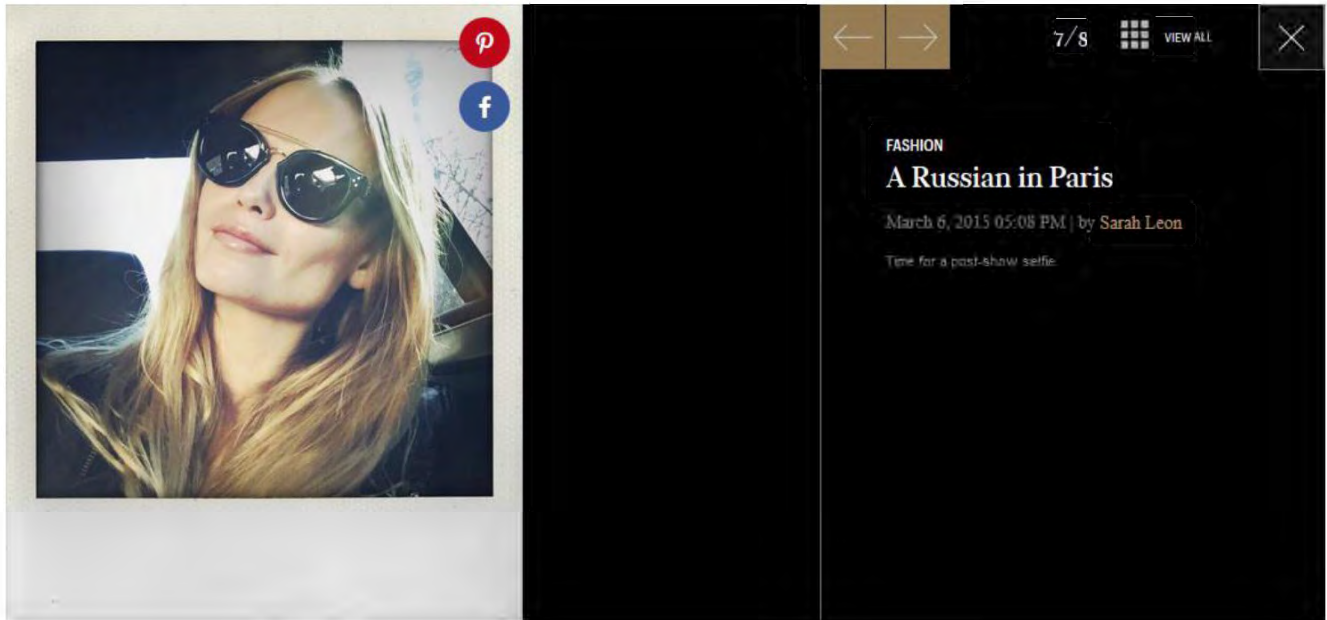 7/8
VIEW ALL
FASHION
A Russian in Paris
March 6, 2015 05:08 PM | by Sarah Leon
Time for a post-show selfie.